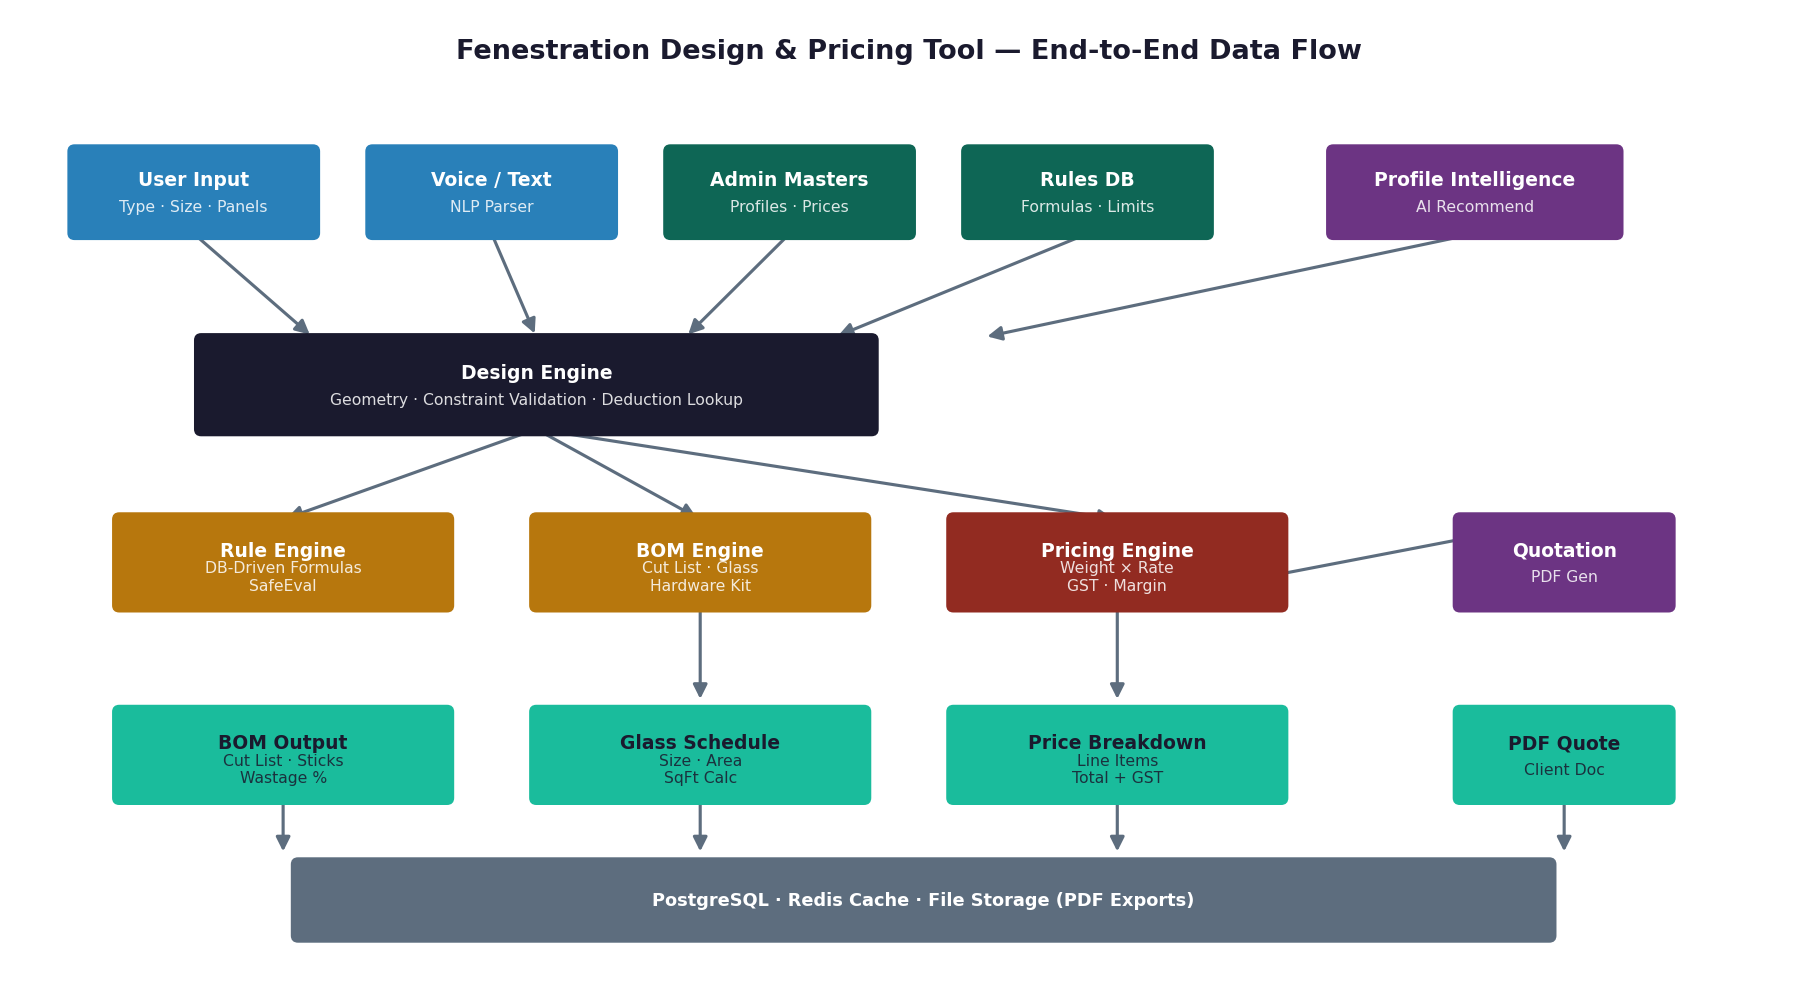 Fenestration Design & Pricing Tool — End-to-End Data Flow
User Input
Type · Size · Panels
Voice / Text
NLP Parser
Admin Masters
Profiles · Prices
Rules DB
Formulas · Limits
Profile Intelligence
AI Recommend
Design Engine
Geometry · Constraint Validation · Deduction Lookup
Rule Engine
DB-Driven Formulas
SafeEval
BOM Engine
Cut List · Glass
Hardware Kit
Pricing Engine
Weight × Rate
GST · Margin
Quotation
PDF Gen
BOM Output
Cut List · Sticks
Wastage %
Glass Schedule
Size · Area
SqFt Calc
Price Breakdown
Line Items
Total + GST
PDF Quote
Client Doc
PostgreSQL · Redis Cache · File Storage (PDF Exports)